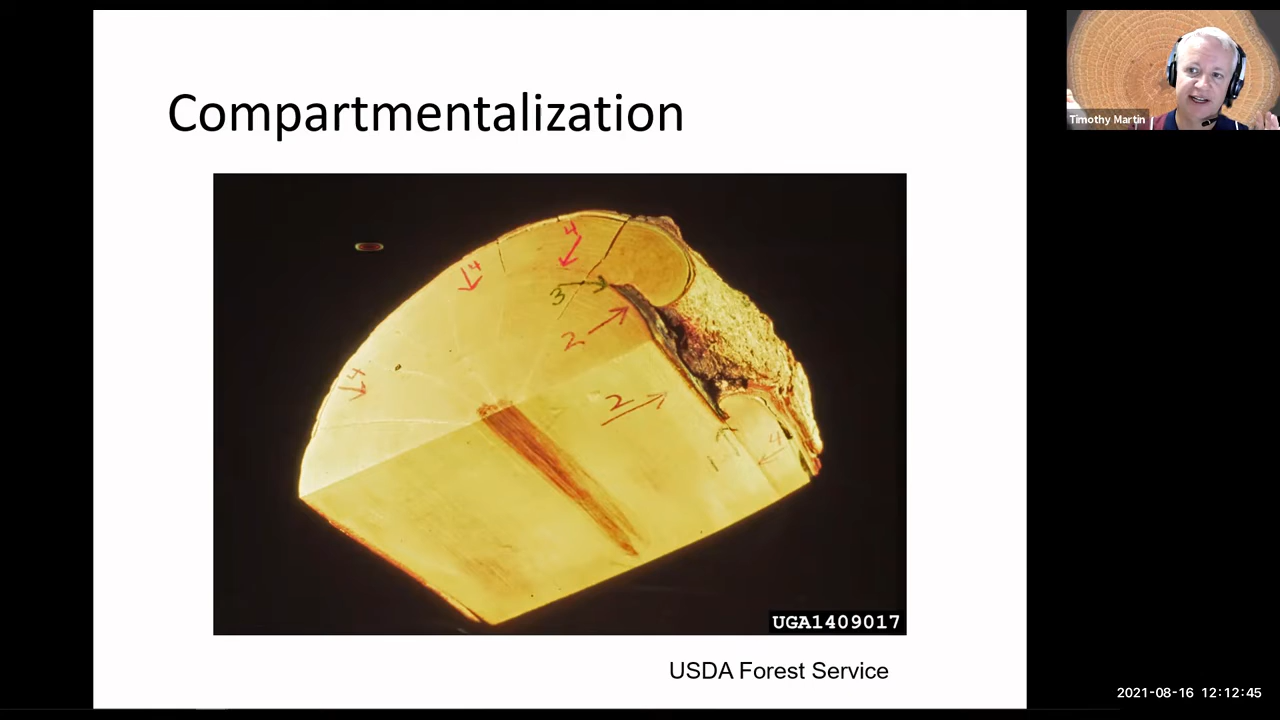 Compartmentalization
Timothy Martin
4
4
3
2
4
2
1
4
UGA1409017
USDA Forest Service
2021-08-16 12:12:45